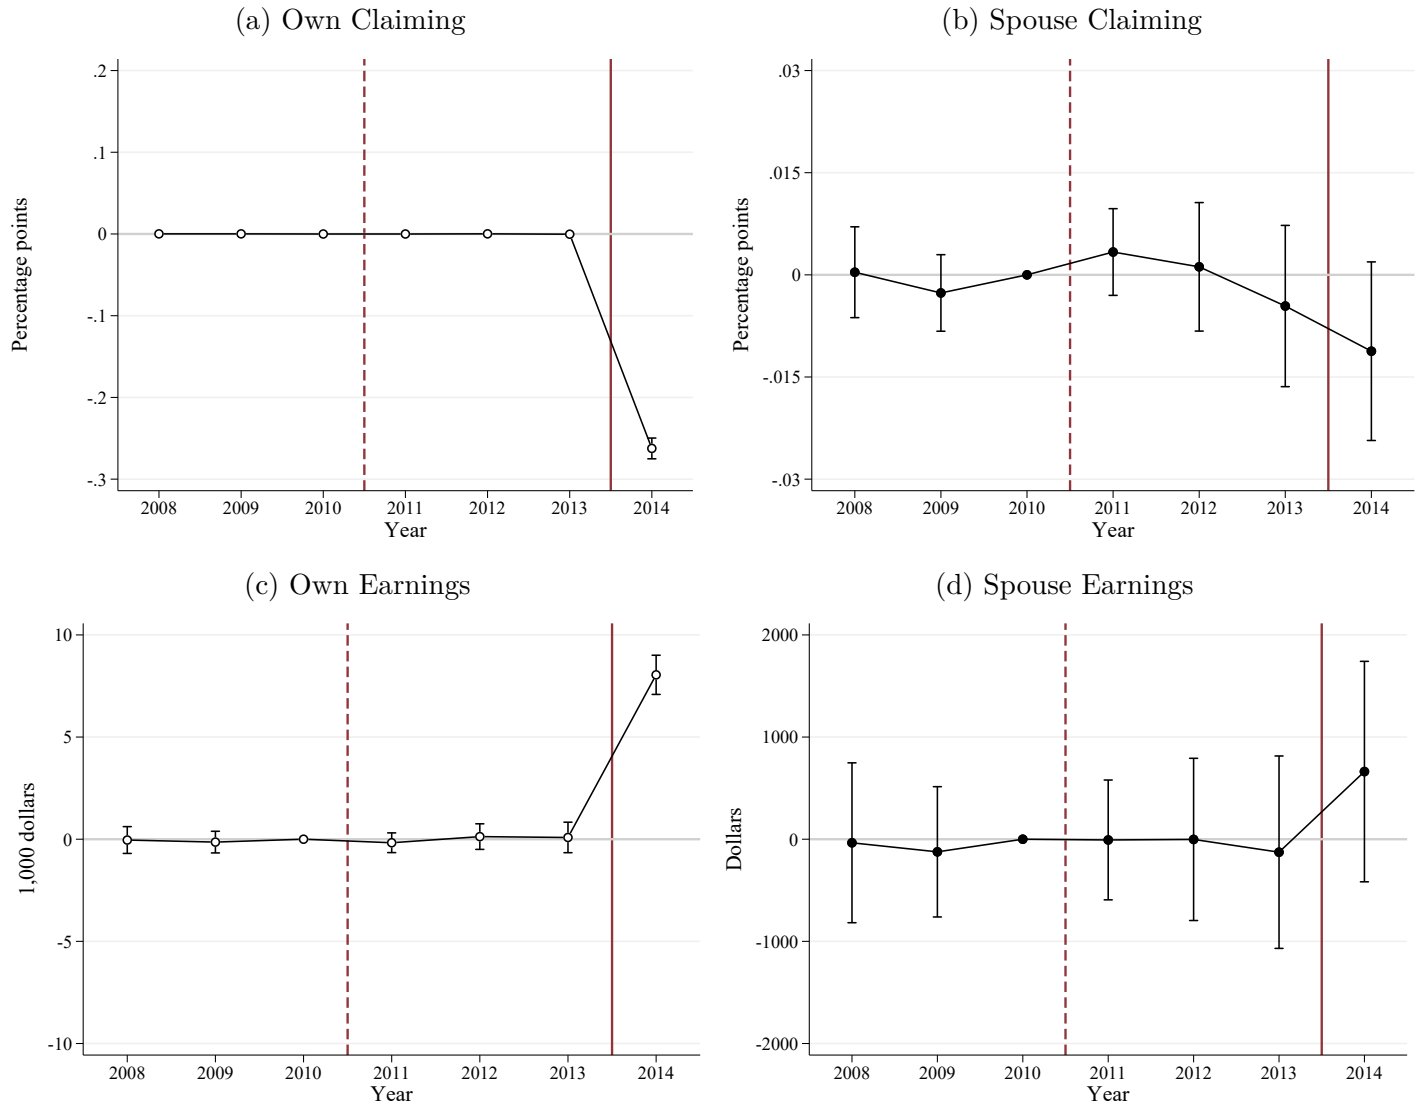 (a) Own Claiming
.2
.1
0
-.1
-.2
-.3
Percentage points
2008 2009 2010 2011 2012 2013 2014
Year
(b) Spouse Claiming
.03
.015
0
-.015
-.03
Percentage points
2008 2009 2010 2011 2012 2013 2014
Year
(c) Own Earnings
10
5
0
-5
-10
1,000 dollars
2008 2009 2010 2011 2012 2013 2014
Year
(d) Spouse Earnings
2000
1000
0
-1000
-2000
Dollars
2008 2009 2010 2011 2012 2013 2014
Year